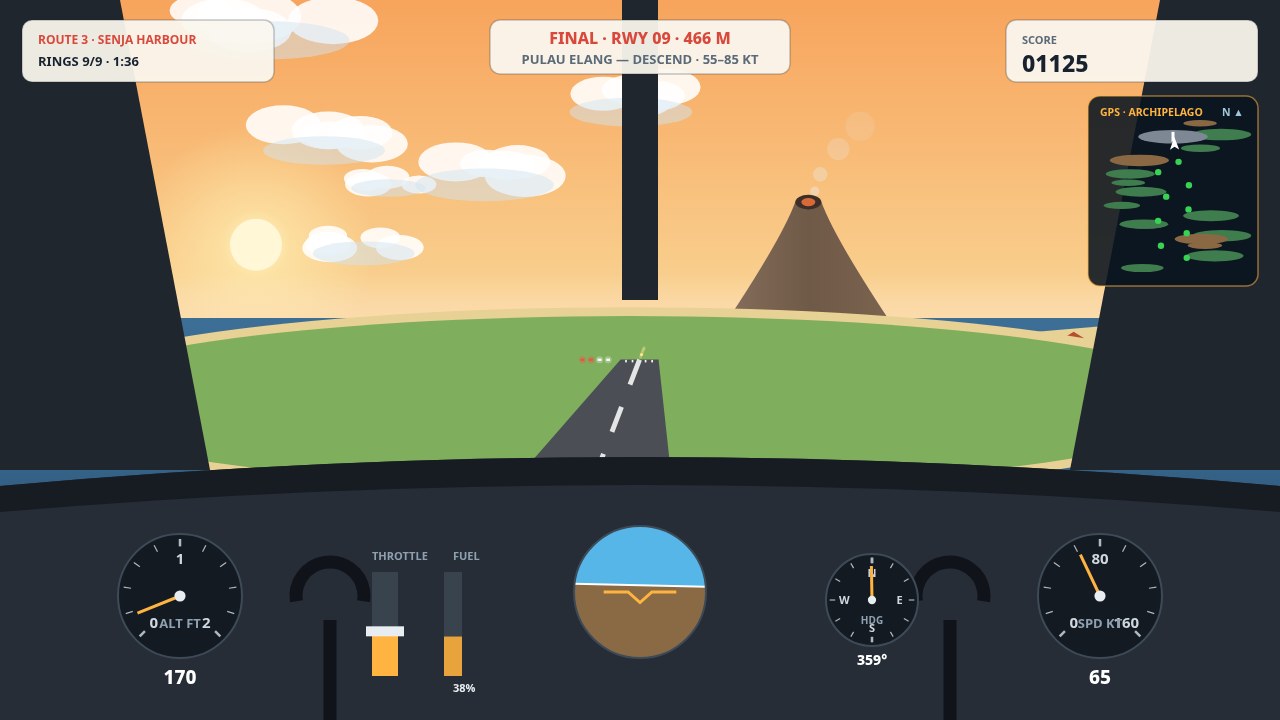 ROUTE 3 · SENJA HARBOUR
RINGS 9/9 · 1:36
FINAL · RWY 09 · 466 M
PULAU ELANG — DESCEND · 55–85 KT
SCORE
01125
GPS · ARCHIPELAGO N ▲
1
0 ALT FT 2
170
THROTTLE FUEL
38%
N
W E
HDG
S
359°
80
0 SPD KT 160
65